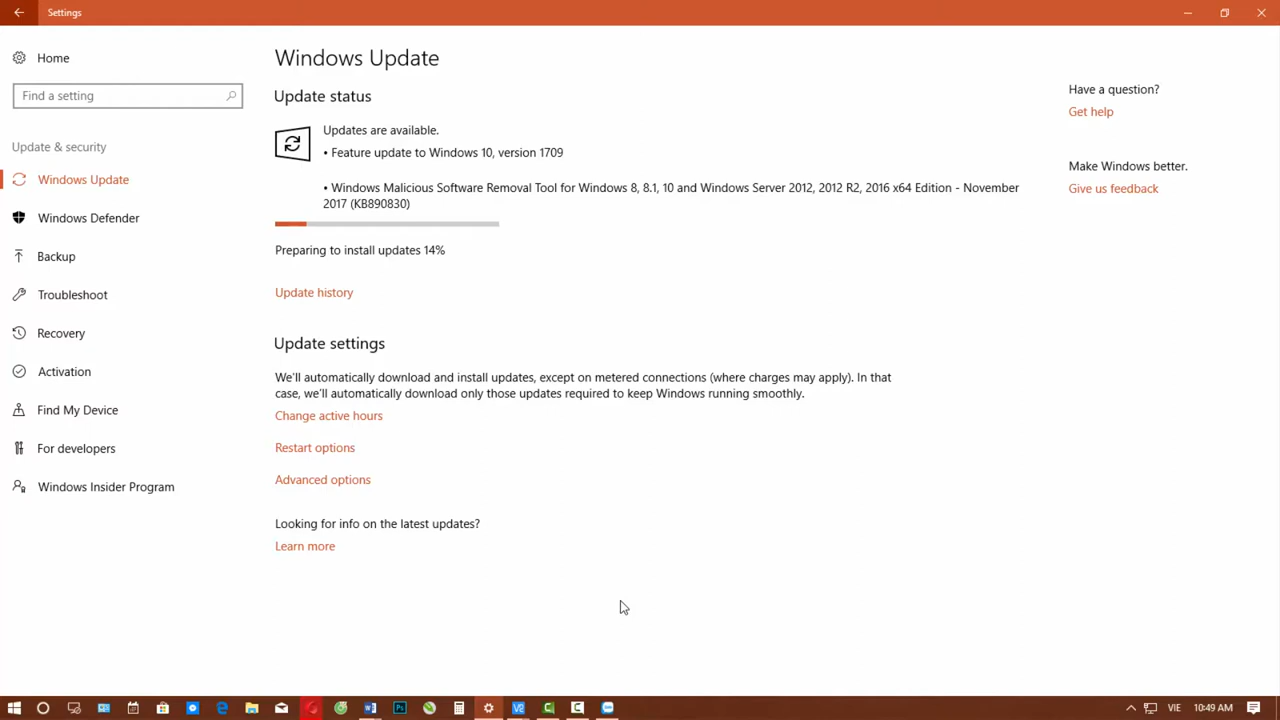 Settings
Home
Find a setting
Update & security
Windows Update
Windows Defender
Backup
Troubleshoot
Recovery
Activation
Find My Device
For developers
Windows Insider Program
Windows Update
Update status
Updates are available.
• Feature update to Windows 10, version 1709
• Windows Malicious Software Removal Tool for Windows 8, 8.1, 10 and Windows Server 2012, 2012 R2, 2016 x64 Edition - November
2017 (KB890830)
Preparing to install updates 14%
Update history
Update settings
We'll automatically download and install updates, except on metered connections (where charges may apply). In that
case, we'll automatically download only those updates required to keep Windows running smoothly.
Change active hours
Restart options
Advanced options
Looking for info on the latest updates?
Learn more
Have a question?
Get help
Make Windows better.
Give us feedback
VIE
10:49 AM